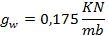 g_w = 0,175 KN/mb